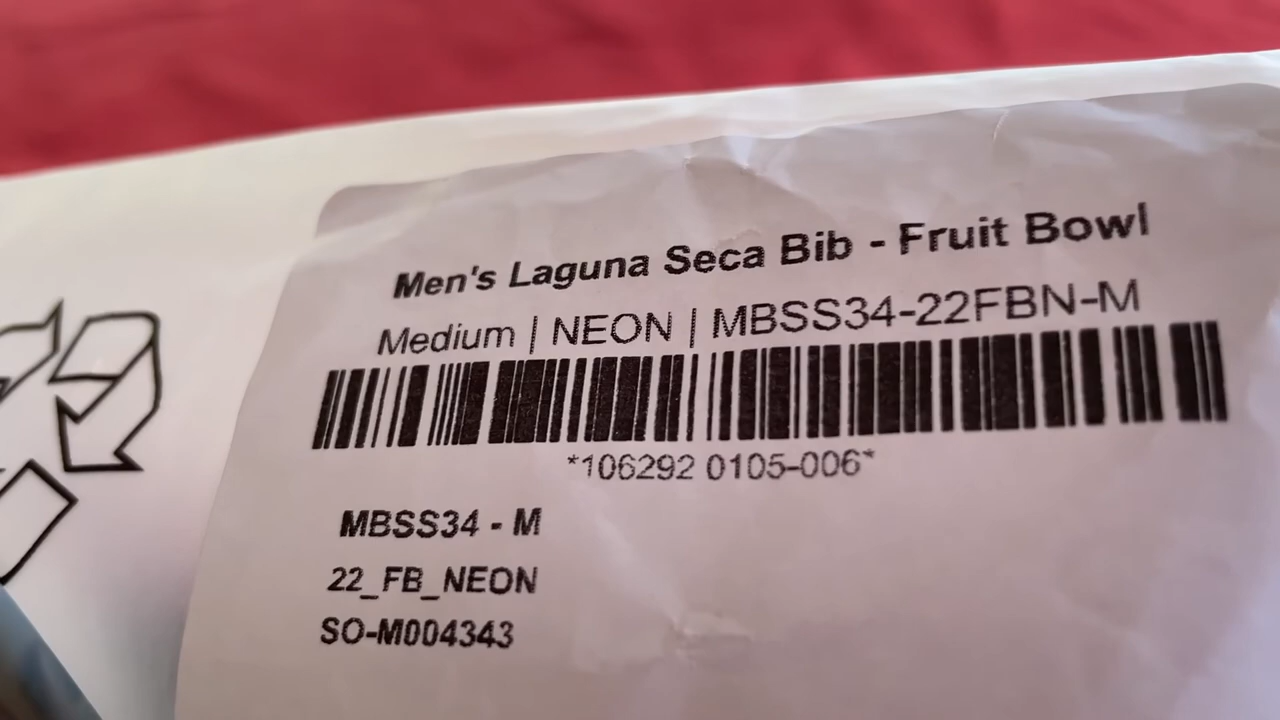 Men's Laguna Seca Bib - Fruit Bowl
Medium | NEON | MBSS34-22FBN-M
*106292 0105-006*
MBSS34 - M
22_FB_NEON
SO-M004343